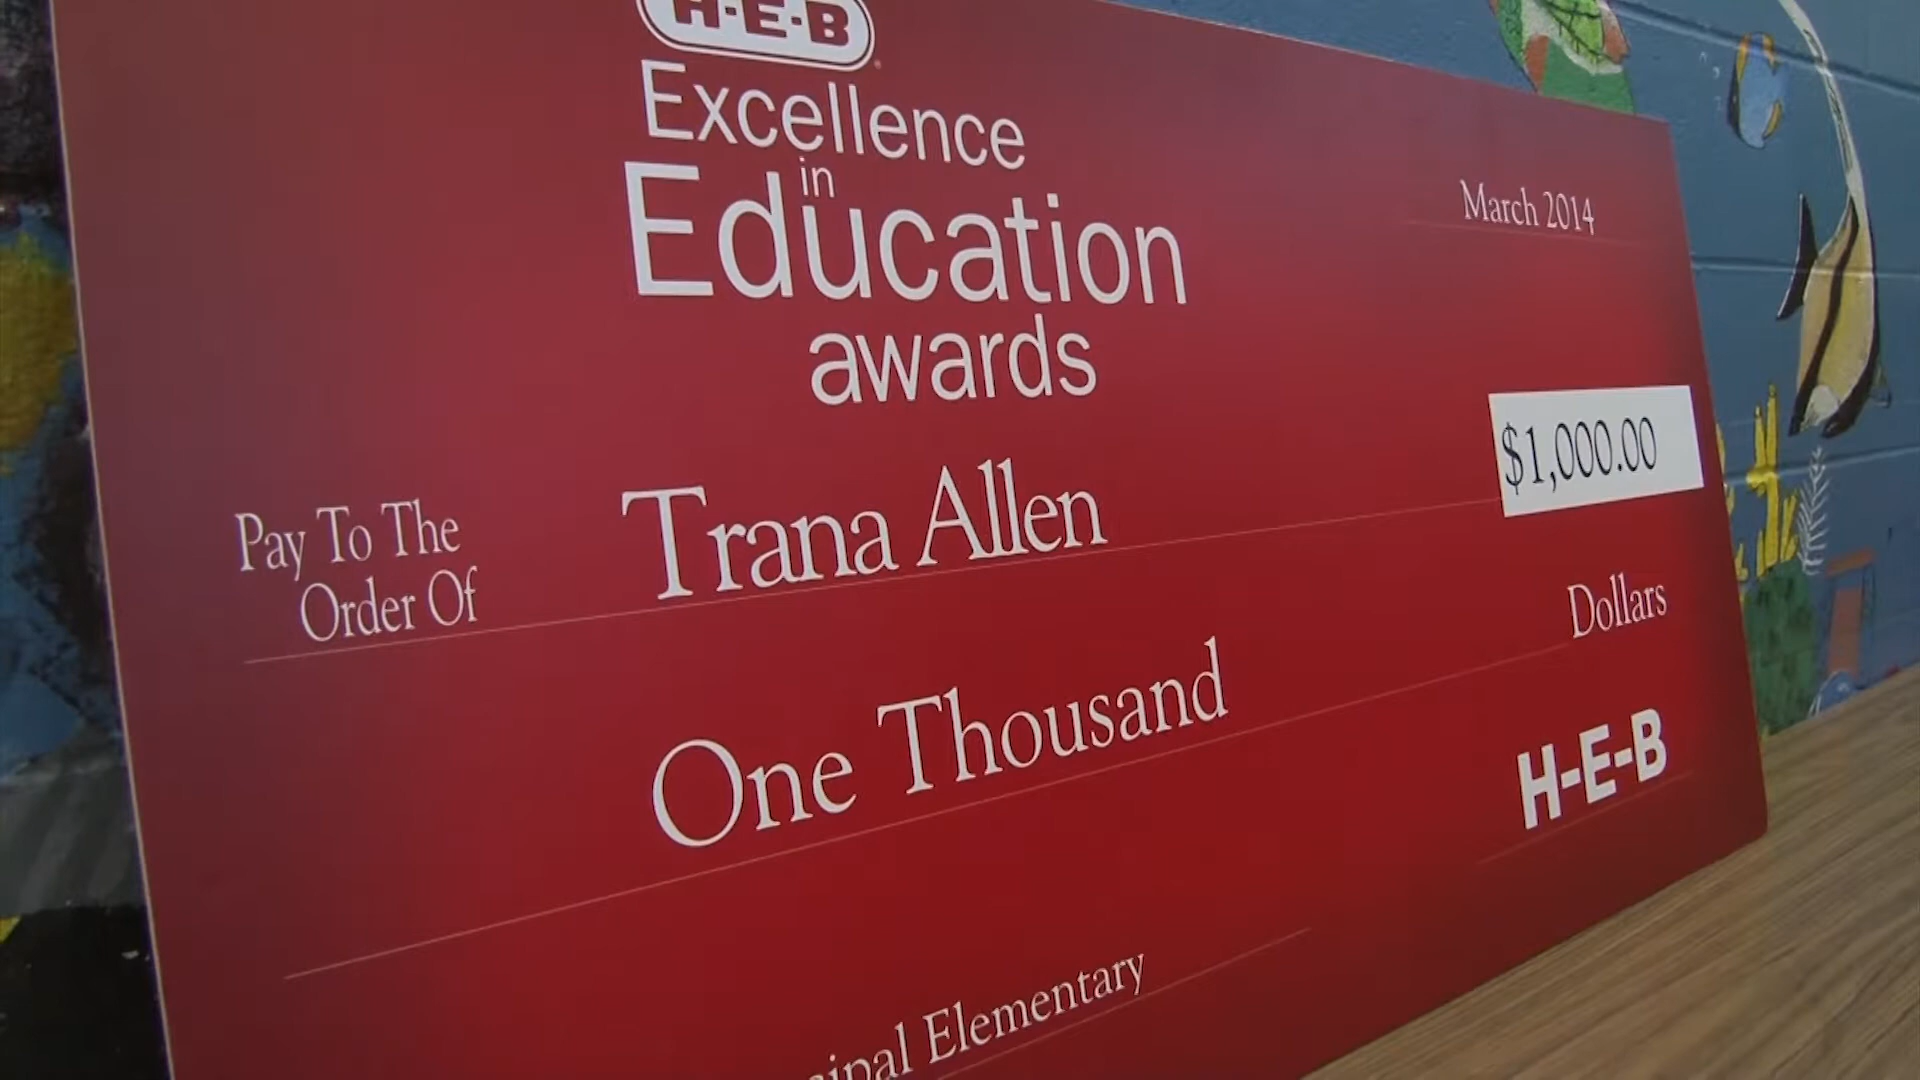 H-E-B
Excellence
in
Education
awards
March 2014
$1,000.00
Pay To The
Order Of
Trana Allen
One Thousand
Dollars
H-E-B
Elementary